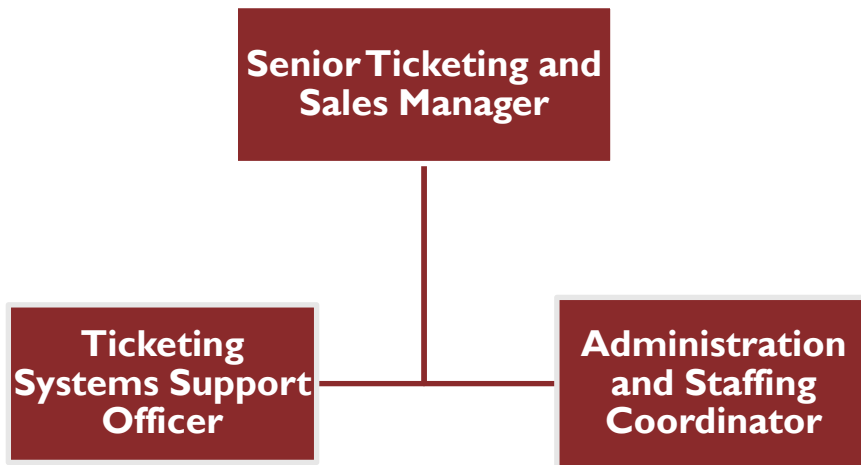 Senior Ticketing and
Sales Manager
Ticketing
Systems Support
Officer
Administration
and Staffing
Coordinator